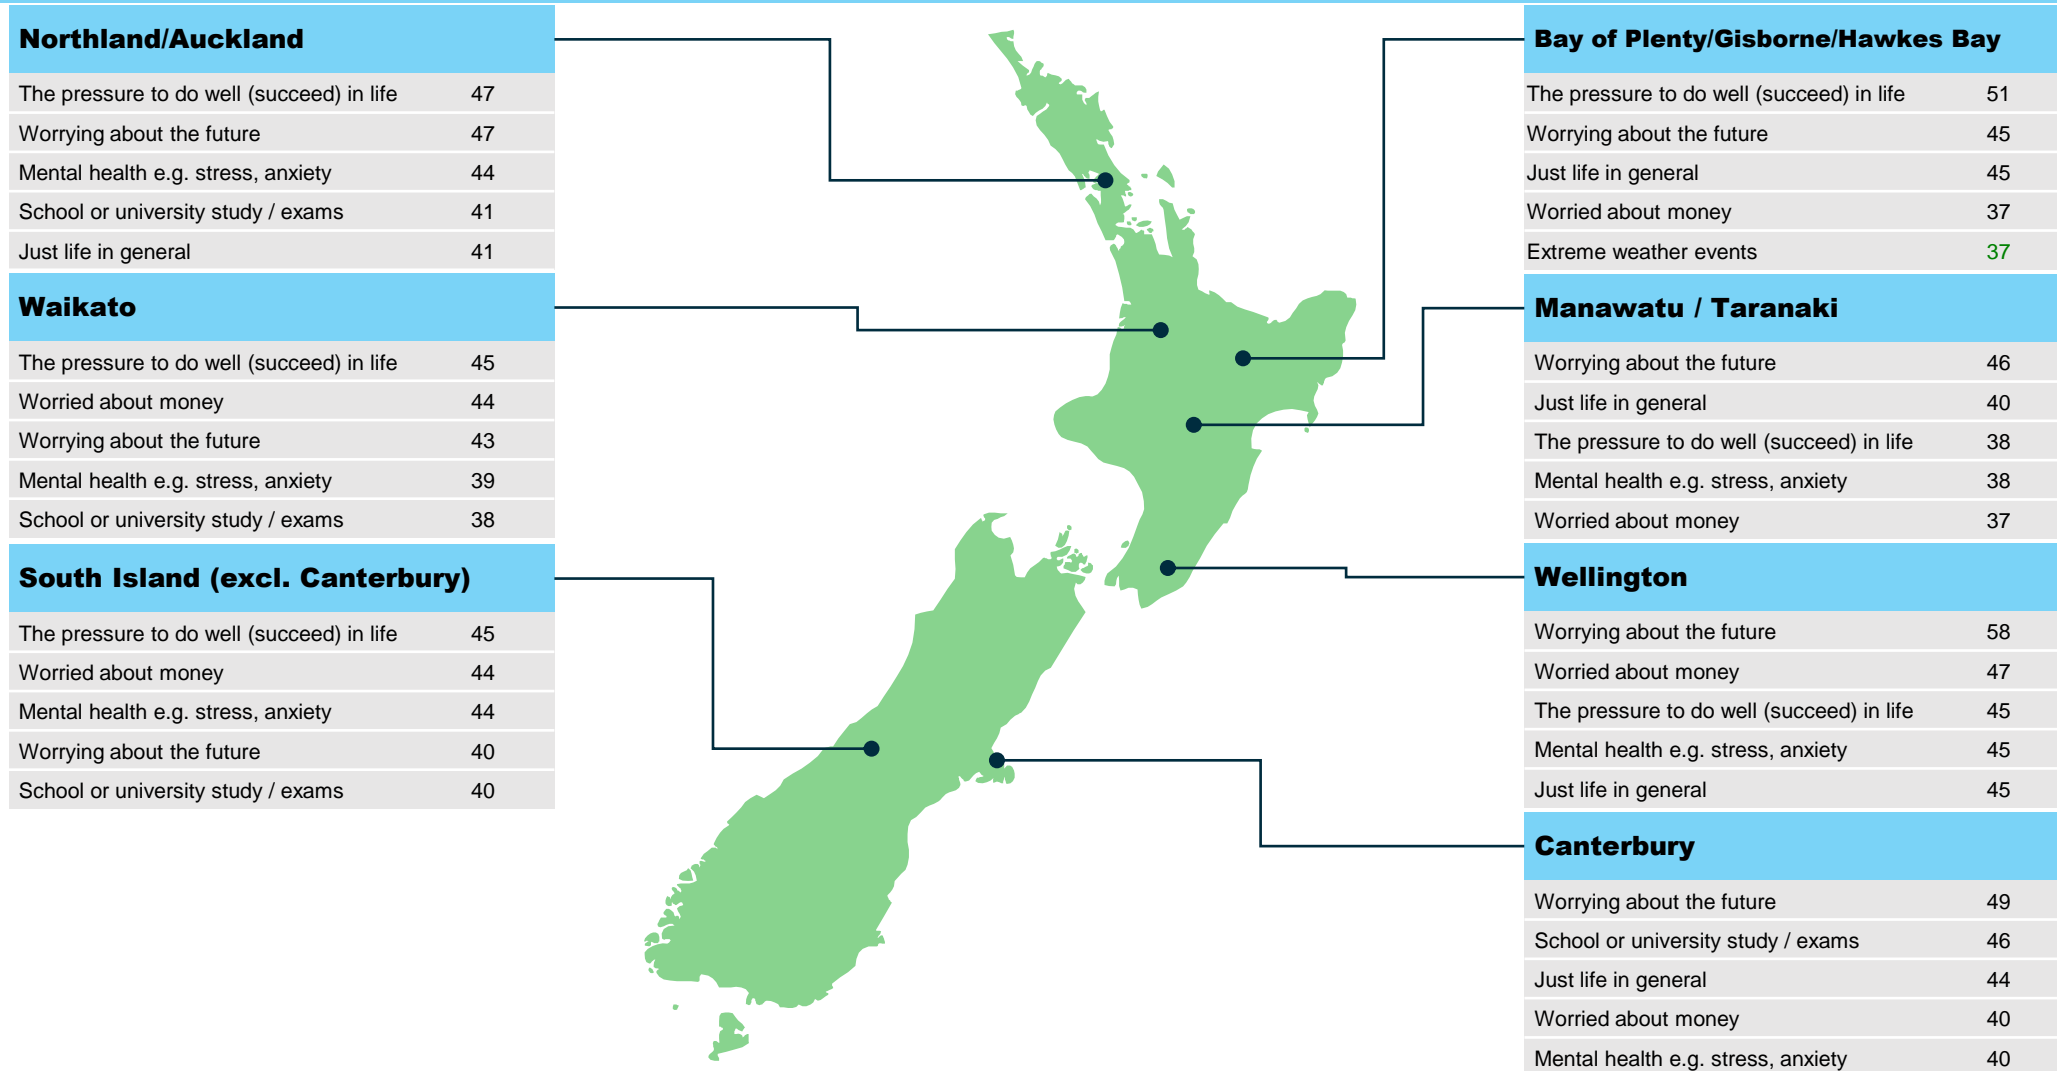 Northland/Auckland
The pressure to do well (succeed) in life 47
Worrying about the future 47
Mental health e.g. stress, anxiety 44
School or university study / exams 41
Just life in general 41
Waikato
The pressure to do well (succeed) in life 45
Worried about money 44
Worrying about the future 43
Mental health e.g. stress, anxiety 39
School or university study / exams 38
South Island (excl. Canterbury)
The pressure to do well (succeed) in life 45
Worried about money 44
Mental health e.g. stress, anxiety 44
Worrying about the future 40
School or university study / exams 40
Bay of Plenty/Gisborne/Hawkes Bay
The pressure to do well (succeed) in life 51
Worrying about the future 45
Just life in general 45
Worried about money 37
Extreme weather events 37
Manawatu / Taranaki
Worrying about the future 46
Just life in general 40
The pressure to do well (succeed) in life 38
Mental health e.g. stress, anxiety 38
Worried about money 37
Wellington
Worrying about the future 58
Worried about money 47
The pressure to do well (succeed) in life 45
Mental health e.g. stress, anxiety 45
Just life in general 45
Canterbury
Worrying about the future 49
School or university study / exams 46
Just life in general 44
Worried about money 40
Mental health e.g. stress, anxiety 40